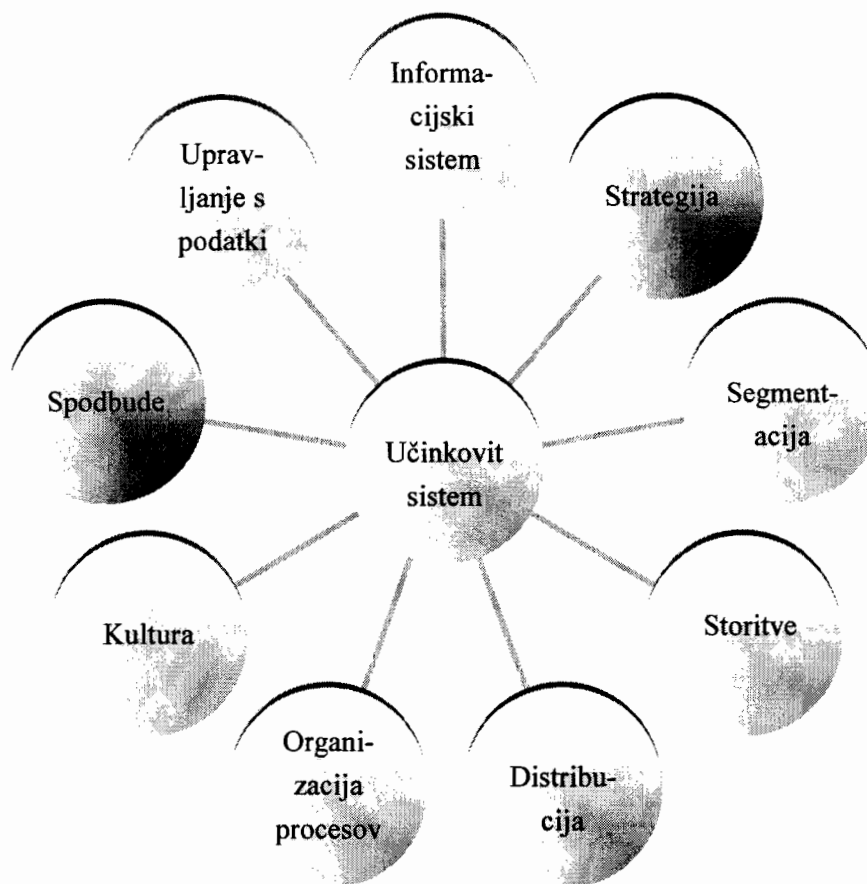 Informa-
cijski
sistem
Strategija
Segment-
acija
Storitve
Distribu-
cija
Organi-
zacija
procesov
Kultura
Spodbude
Uprav-
ljanje s
podatki
Učinkovit
sistem